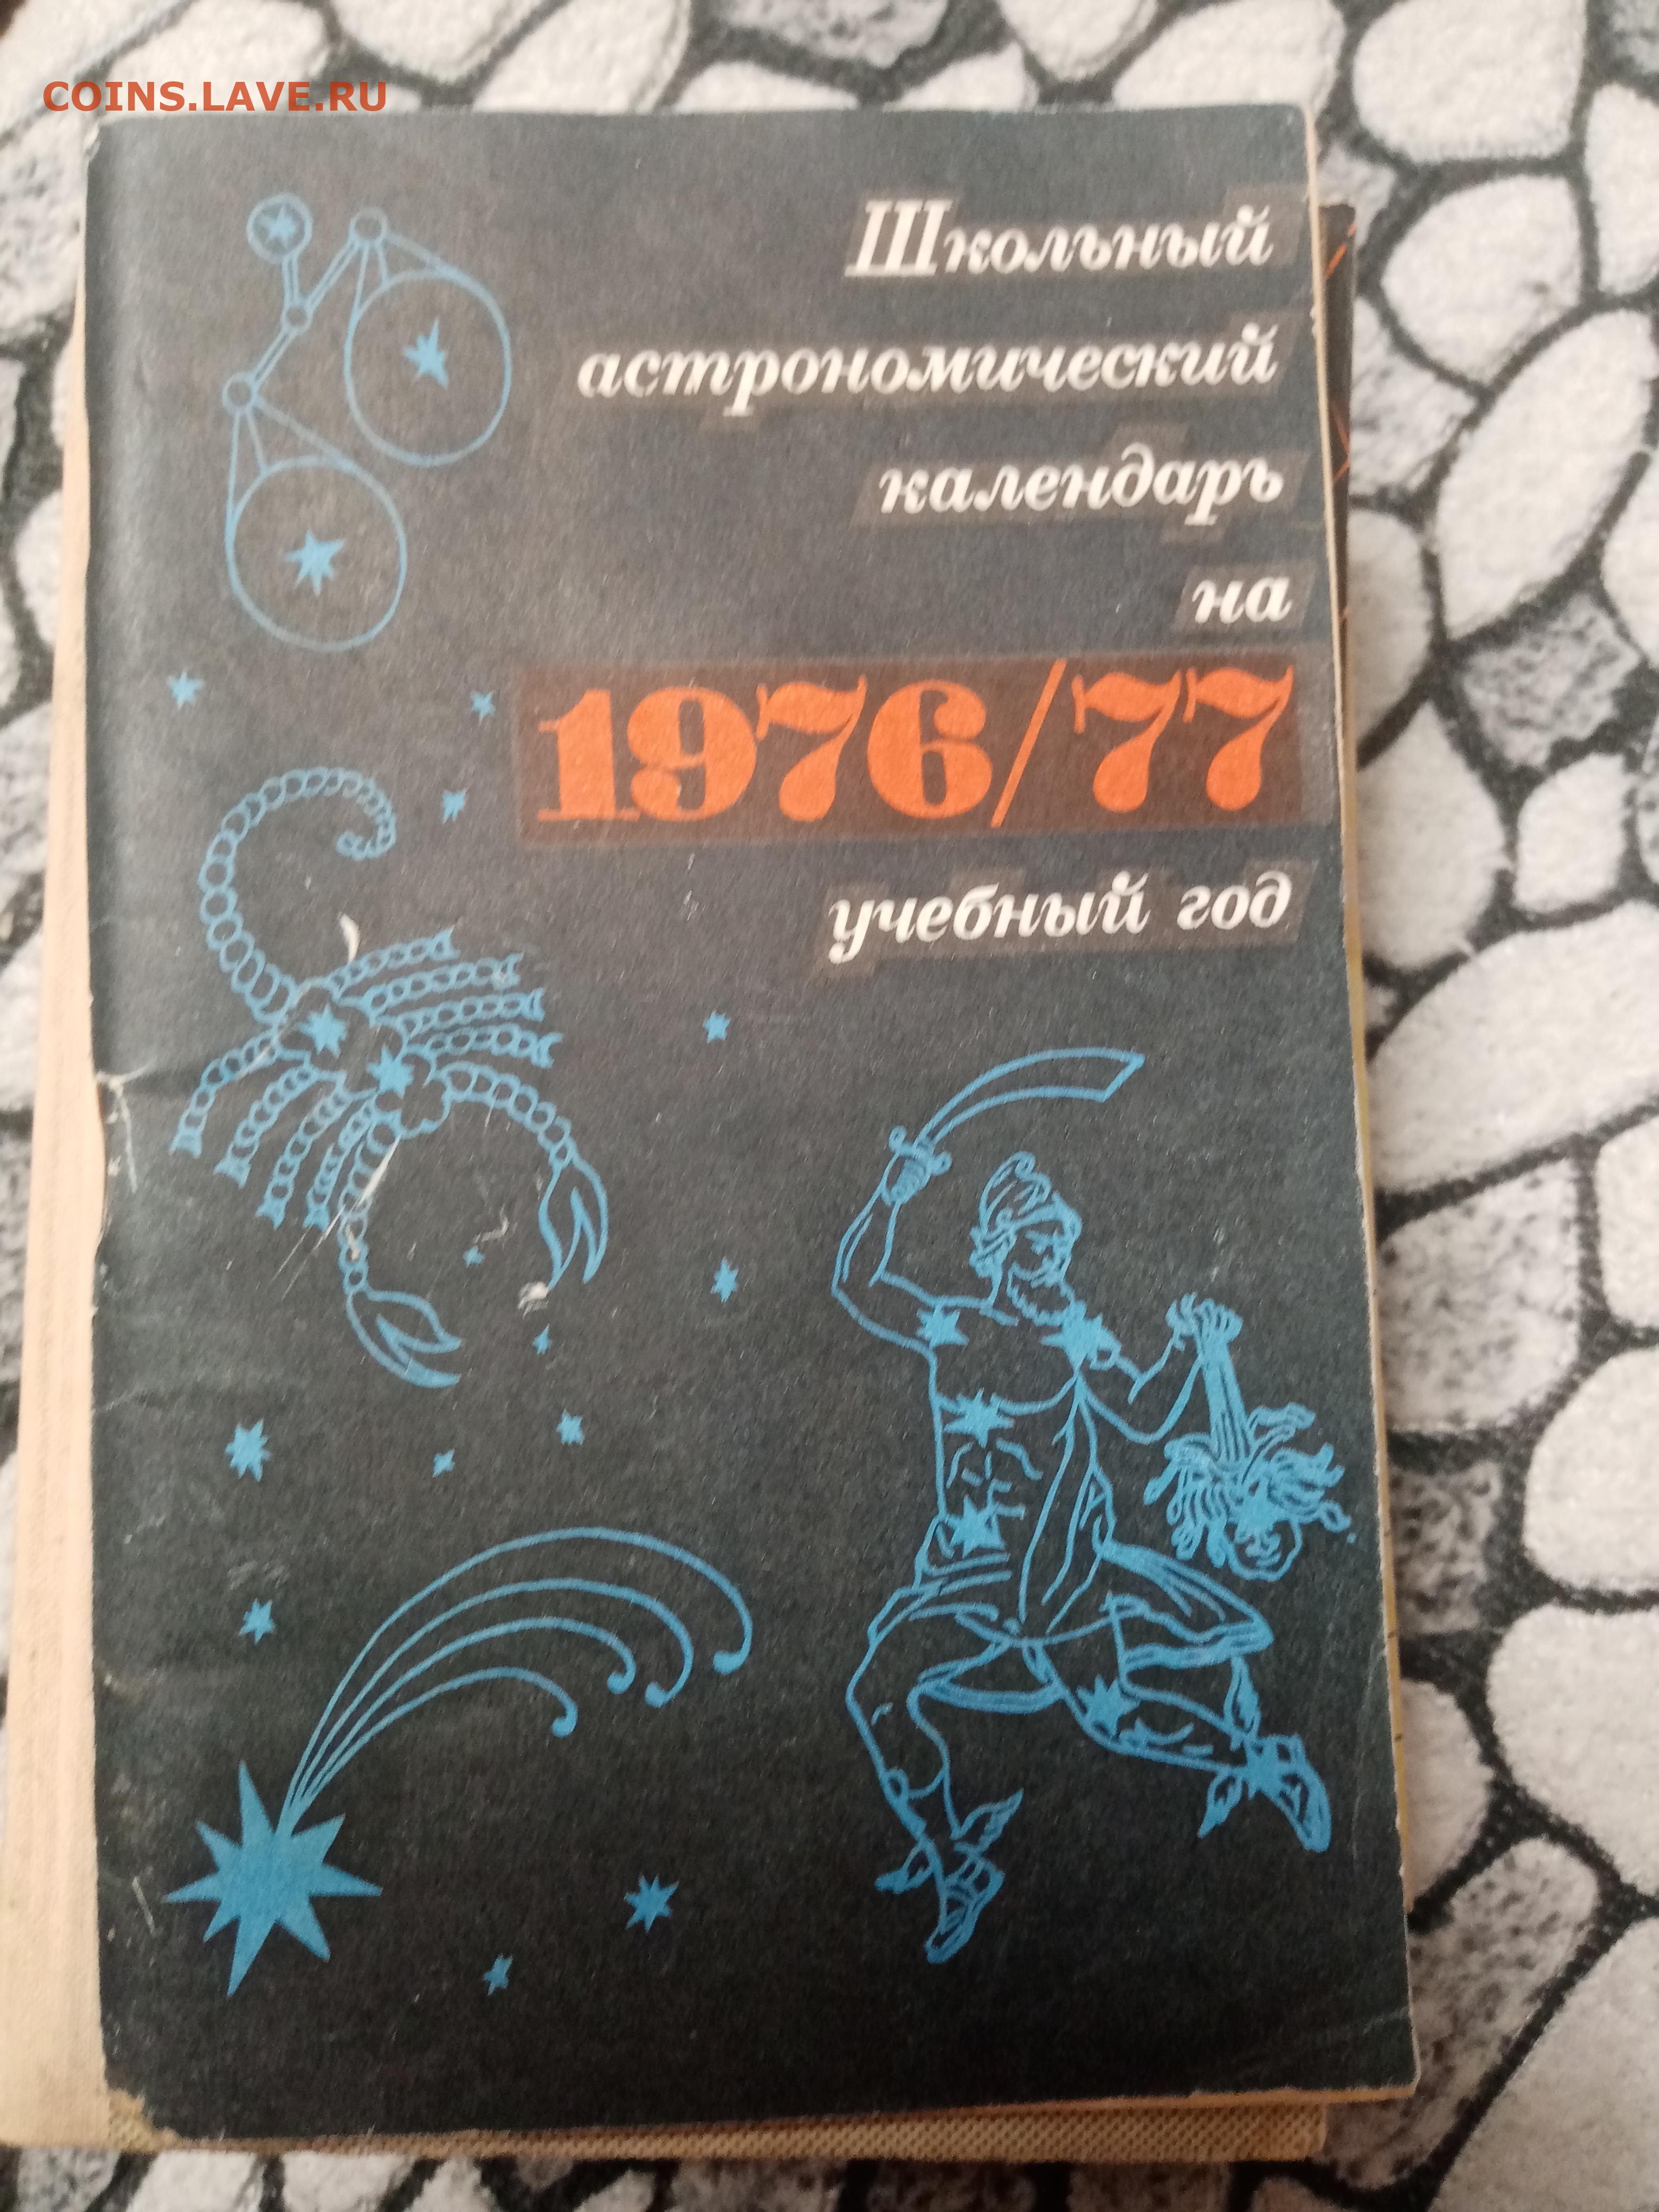 COINS.LAVE.RU
Школьный
астрономический
календарь
на
1976/77
учебный год